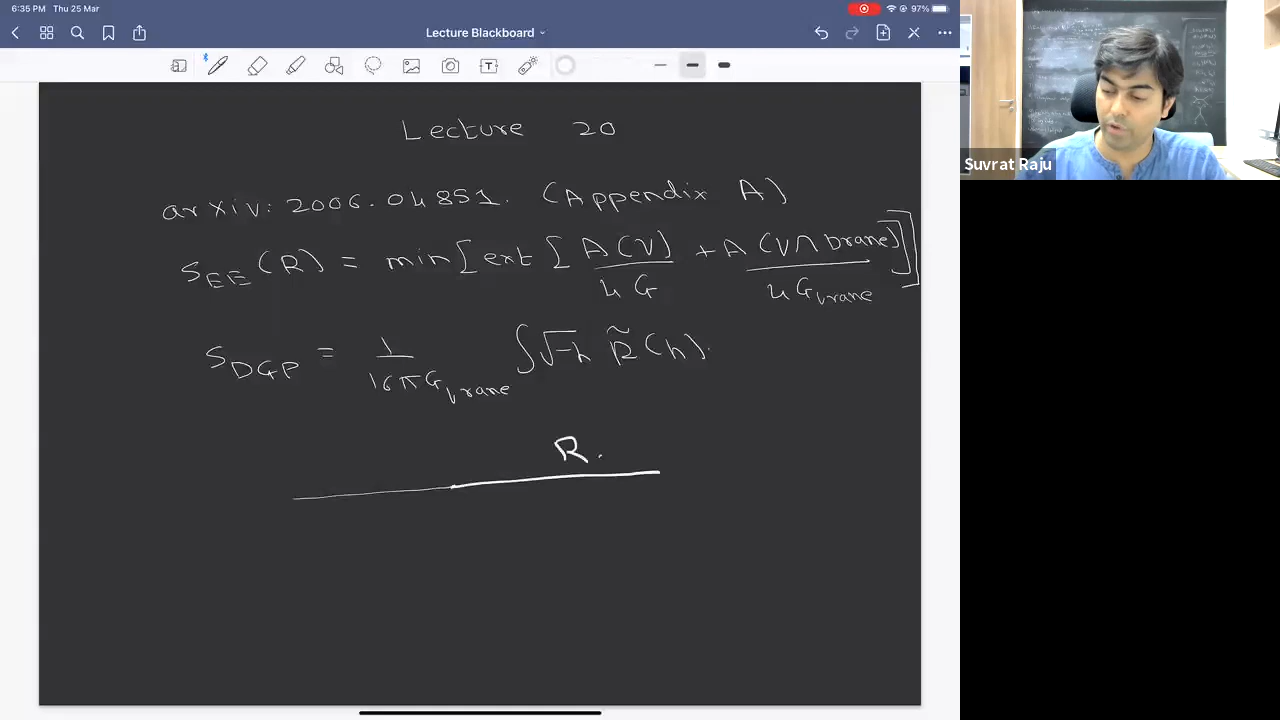 6:35 PM Thu 25 Mar
97%
Lecture Blackboard
Lecture 20
arxiv: 2006.04851. (Appendix A)
S_EE(R) = min[ext[A(V)/4G + A(V∩brane)/4G_brane]]
S_DGP = 1/16πG_brane ∫√-h R̃(h).
R.
Suvrat Raju